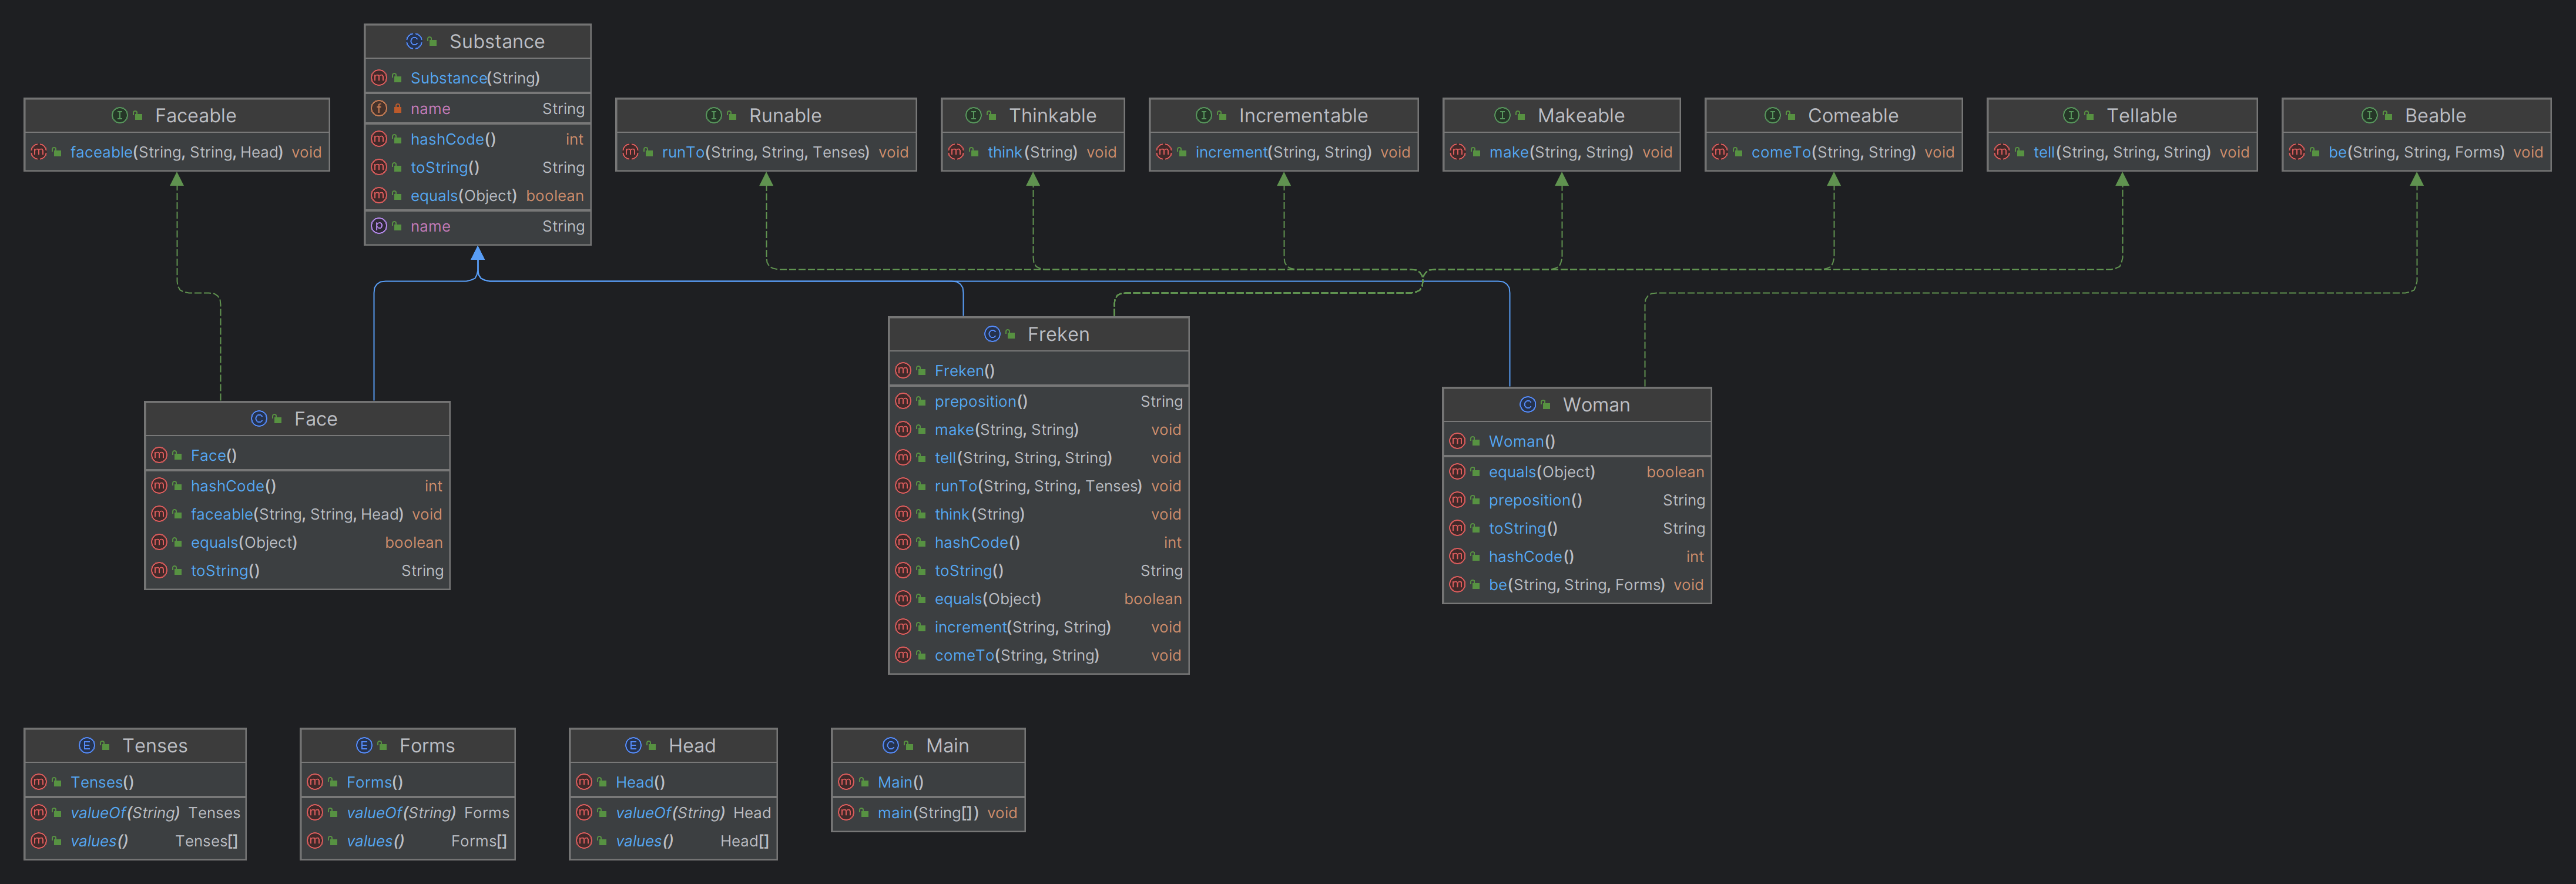 Substance
Substance(String)
name String
hashCode() int
toString() String
equals(Object) boolean
name String
Faceable
faceable(String, String, Head) void
Runable
runTo(String, String, Tenses) void
Thinkable
think(String) void
Incrementable
increment(String, String) void
Makeable
make(String, String) void
Comeable
comeTo(String, String) void
Tellable
tell(String, String, String) void
Beable
be(String, String, Forms) void
Face
Face()
hashCode() int
faceable(String, String, Head) void
equals(Object) boolean
toString() String
Freken
Freken()
preposition() String
make(String, String) void
tell(String, String, String) void
runTo(String, String, Tenses) void
think(String) void
hashCode() int
toString() String
equals(Object) boolean
increment(String, String) void
comeTo(String, String) void
Woman
Woman()
equals(Object) boolean
preposition() String
toString() String
hashCode() int
be(String, String, Forms) void
Tenses
Tenses()
valueOf(String) Tenses
values() Tenses[]
Forms
Forms()
valueOf(String) Forms
values() Forms[]
Head
Head()
valueOf(String) Head
values() Head[]
Main
Main()
main(String[]) void